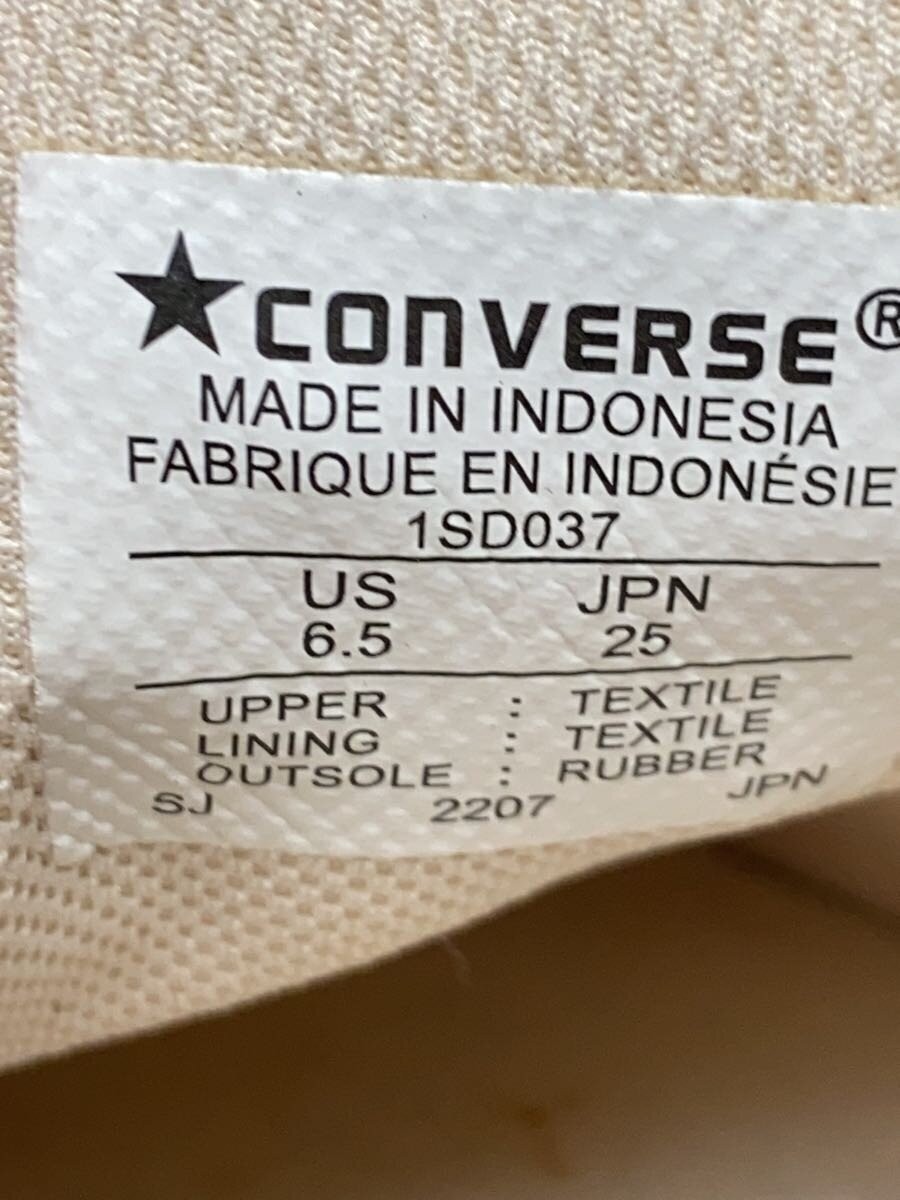 ★CONVERSE®
MADE IN INDONESIA
FABRIQUE EN INDONÉSIE
1SD037
US JPN
6.5 25
UPPER : TEXTILE
LINING : TEXTILE
OUTSOLE : RUBBER
SJ 2207 JPN